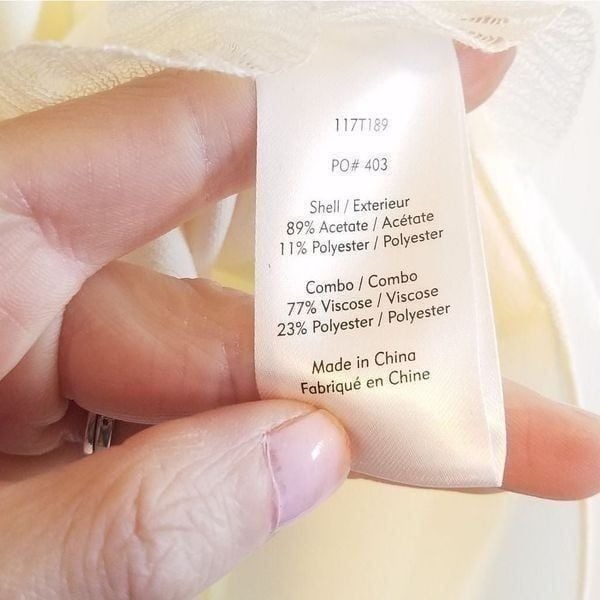 117T189
PO# 403
Shell / Exterieur
89% Acetate / Acétate
11% Polyester / Polyester
Combo / Combo
77% Viscose / Viscose
23% Polyester / Polyester
Made in China
Fabriqué en Chine